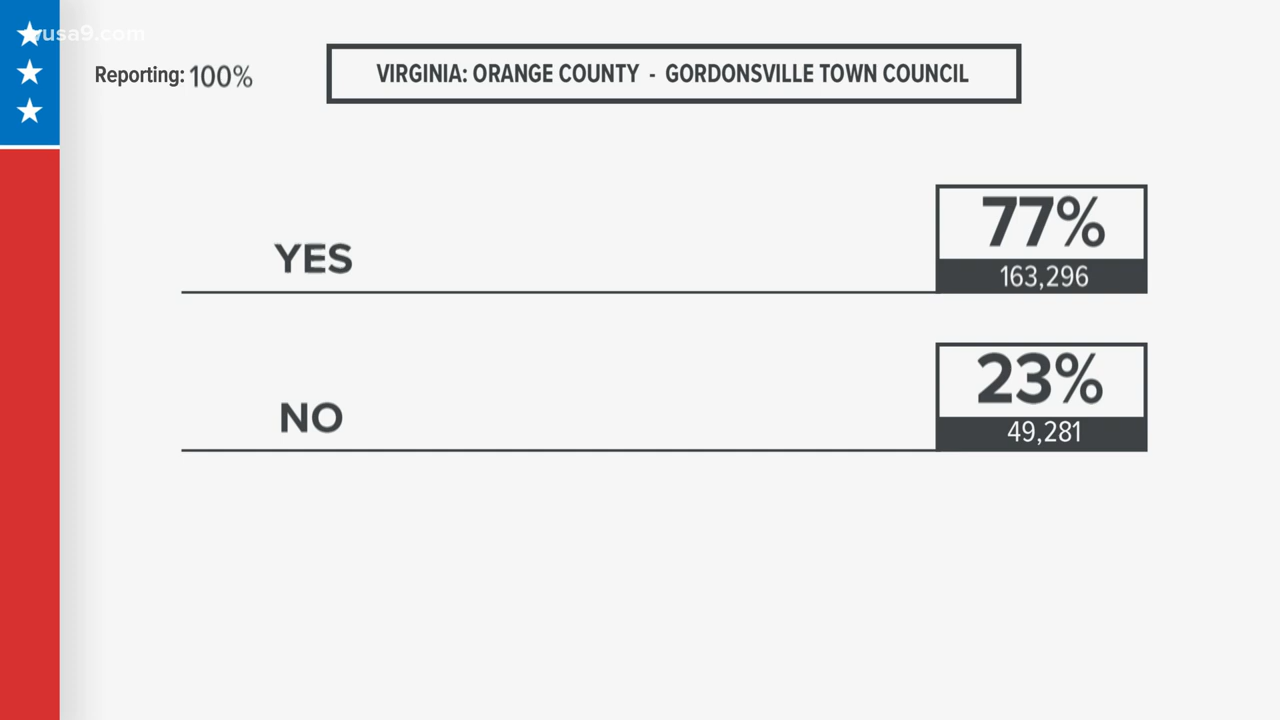 wusa9.com
Reporting: 100%
VIRGINIA: ORANGE COUNTY - GORDONSVILLE TOWN COUNCIL
YES
77%
163,296
NO
23%
49,281